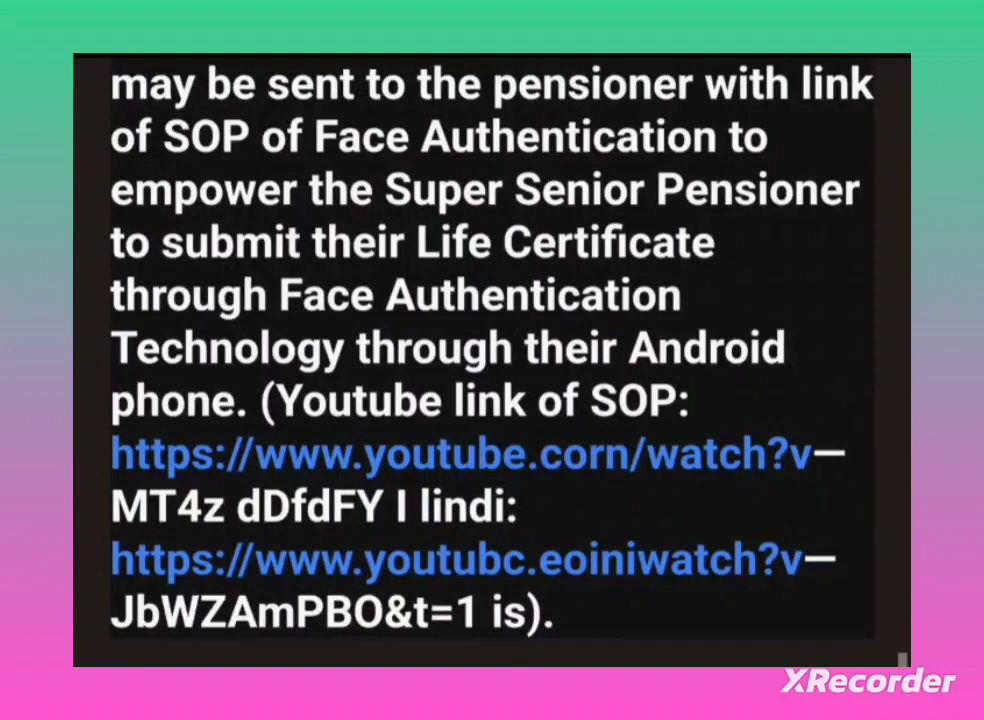 may be sent to the pensioner with link
of SOP of Face Authentication to
empower the Super Senior Pensioner
to submit their Life Certificate
through Face Authentication
Technology through their Android
phone. (Youtube link of SOP:
https://www.youtube.corn/watch?v—
MT4z dDfdFY I lindi:
https://www.youtubc.eoiniwatch?v—
JbWZAmPBO&t=1 is).
XRecorder